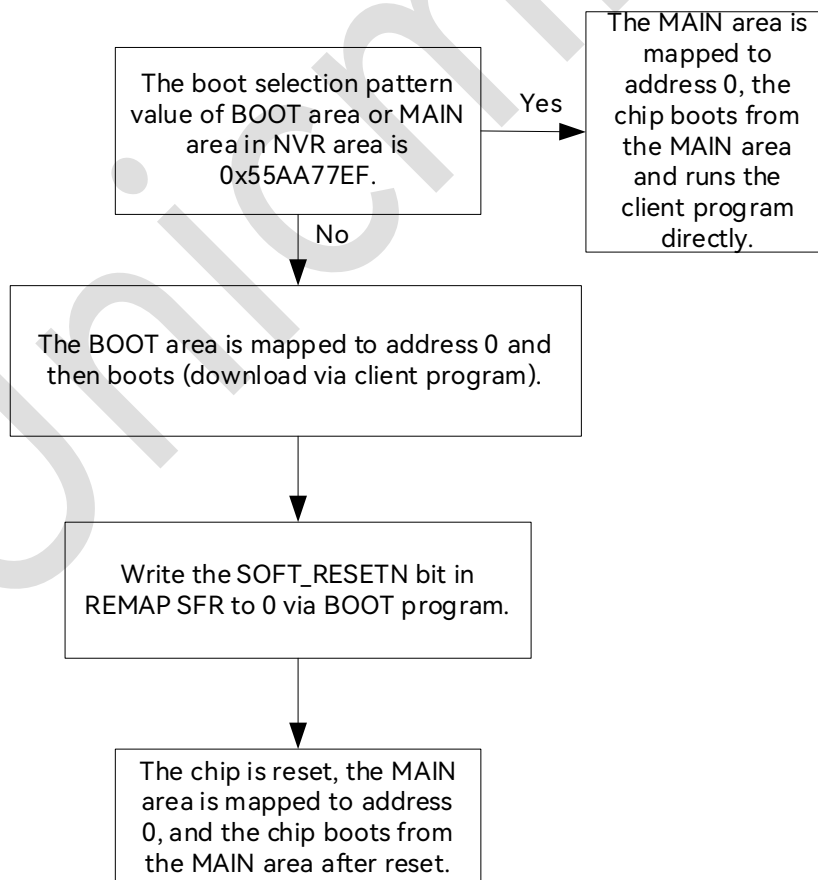 The MAIN area is
mapped to
address 0, the
chip boots from
the MAIN area
and runs the
client program
directly.
The boot selection pattern
value of BOOT area or MAIN
area in NVR area is
0x55AA77EF.
Yes
No
The BOOT area is mapped to address 0 and
then boots (download via client program).
Write the SOFT_RESETN bit in
REMAP SFR to 0 via BOOT program.
The chip is reset, the MAIN
area is mapped to address
0, and the chip boots from
the MAIN area after reset.